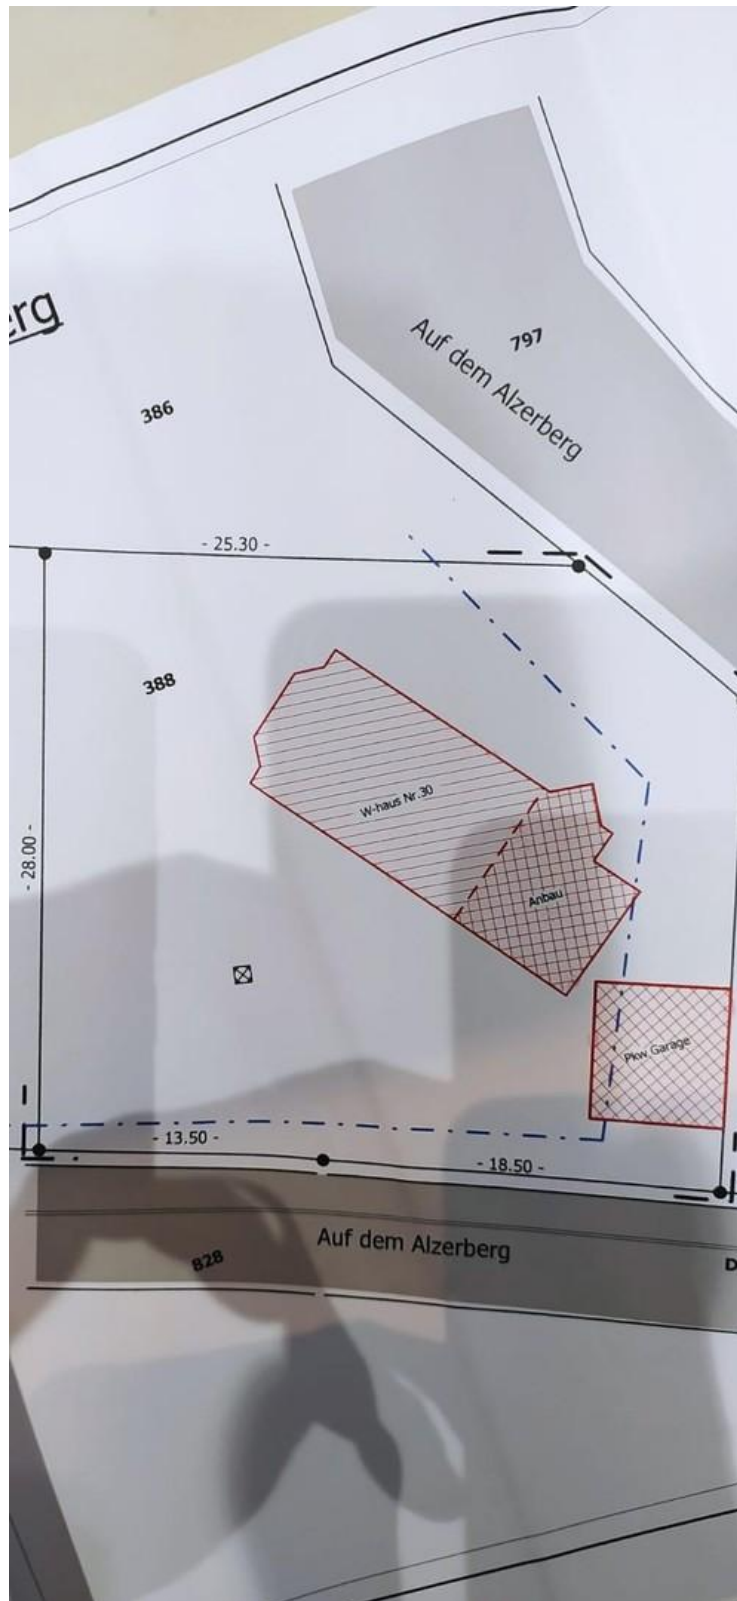 erg
797
Auf dem Alzerberg
386
- 25.30 -
388
W-haus Nr.30
- 28.00 -
Anbau
Pkw Garage
- 13.50 -
- 18.50 -
Auf dem Alzerberg
828
D